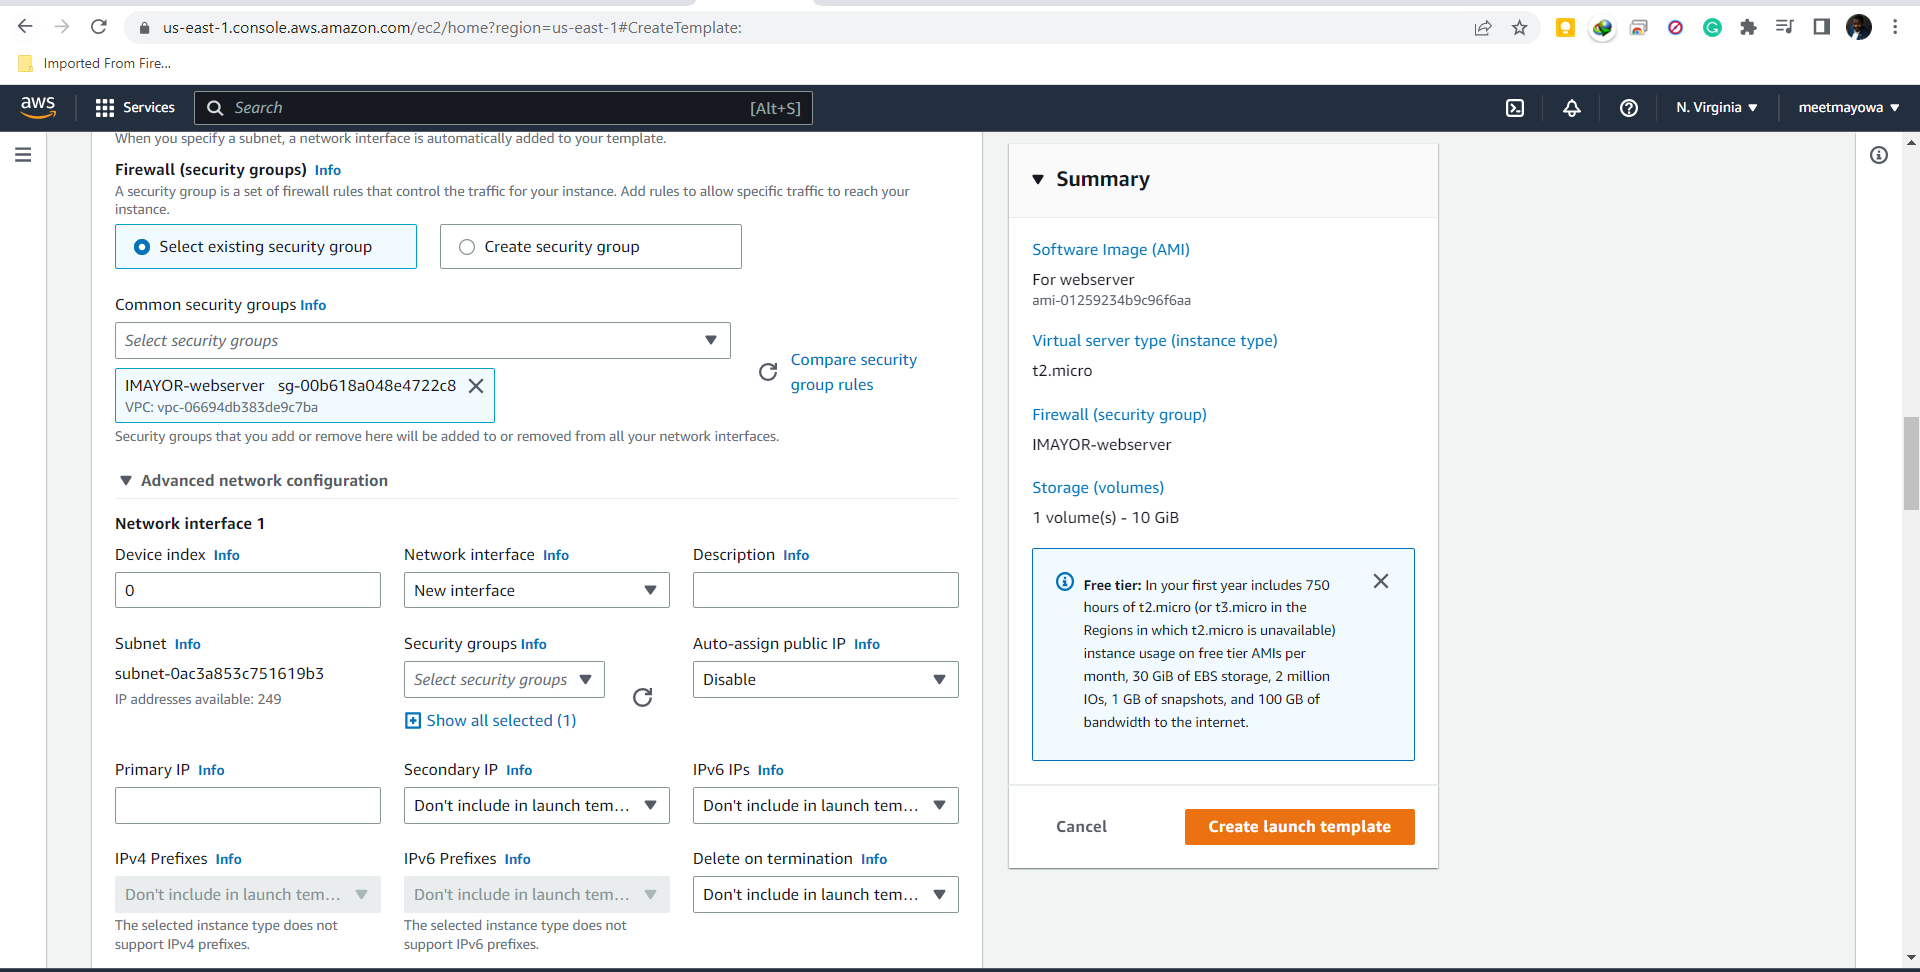 us-east-1.console.aws.amazon.com/ec2/home?region=us-east-1#CreateTemplate:
Imported From Fire...
aws
Services
Search
[Alt+S]
N. Virginia
meetmayowa
When you specify a subnet, a network interface is automatically added to your template.
Firewall (security groups) Info
A security group is a set of firewall rules that control the traffic for your instance. Add rules to allow specific traffic to reach your
instance.
Select existing security group
Create security group
Common security groups Info
Select security groups
Compare security
group rules
IMAYOR-webserver sg-00b618a048e4722c8
VPC: vpc-06694db383de9c7ba
Security groups that you add or remove here will be added to or removed from all your network interfaces.
Advanced network configuration
Network interface 1
Device index Info
Network interface Info
Description Info
0
New interface
Subnet Info
Security groups Info
Auto-assign public IP Info
subnet-0ac3a853c751619b3
Select security groups
Disable
IP addresses available: 249
Show all selected (1)
Primary IP Info
Secondary IP Info
IPv6 IPs Info
Don't include in launch tem...
Don't include in launch tem...
IPv4 Prefixes Info
IPv6 Prefixes Info
Delete on termination Info
Don't include in launch tem...
Don't include in launch tem...
Don't include in launch tem...
The selected instance type does not
support IPv4 prefixes.
The selected instance type does not
support IPv6 prefixes.
Summary
Software Image (AMI)
For webserver
ami-01259234b9c96f6aa
Virtual server type (instance type)
t2.micro
Firewall (security group)
IMAYOR-webserver
Storage (volumes)
1 volume(s) - 10 GiB
Free tier: In your first year includes 750
hours of t2.micro (or t3.micro in the
Regions in which t2.micro is unavailable)
instance usage on free tier AMIs per
month, 30 GiB of EBS storage, 2 million
IOs, 1 GB of snapshots, and 100 GB of
bandwidth to the internet.
Cancel
Create launch template